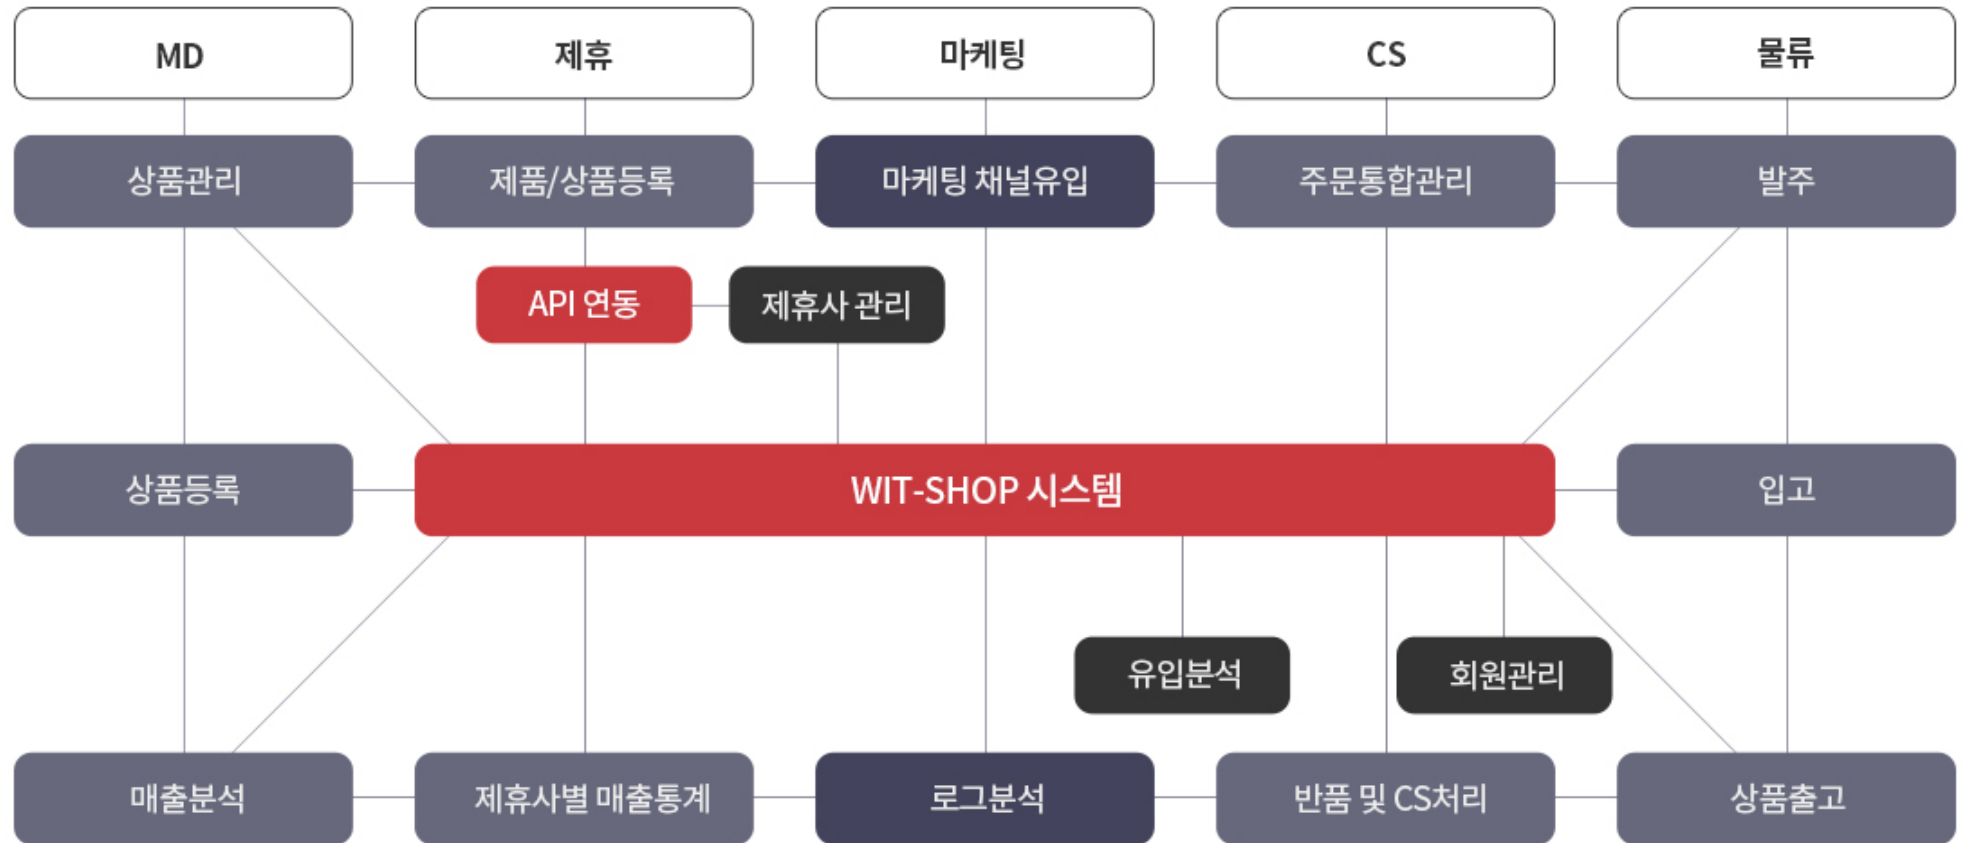 MD
제휴
마케팅
CS
물류
상품관리
제품/상품등록
마케팅 채널유입
주문통합관리
발주
API 연동
제휴사 관리
상품등록
WIT-SHOP 시스템
입고
유입분석
회원관리
매출분석
제휴사별 매출통계
로그분석
반품 및 CS처리
상품출고